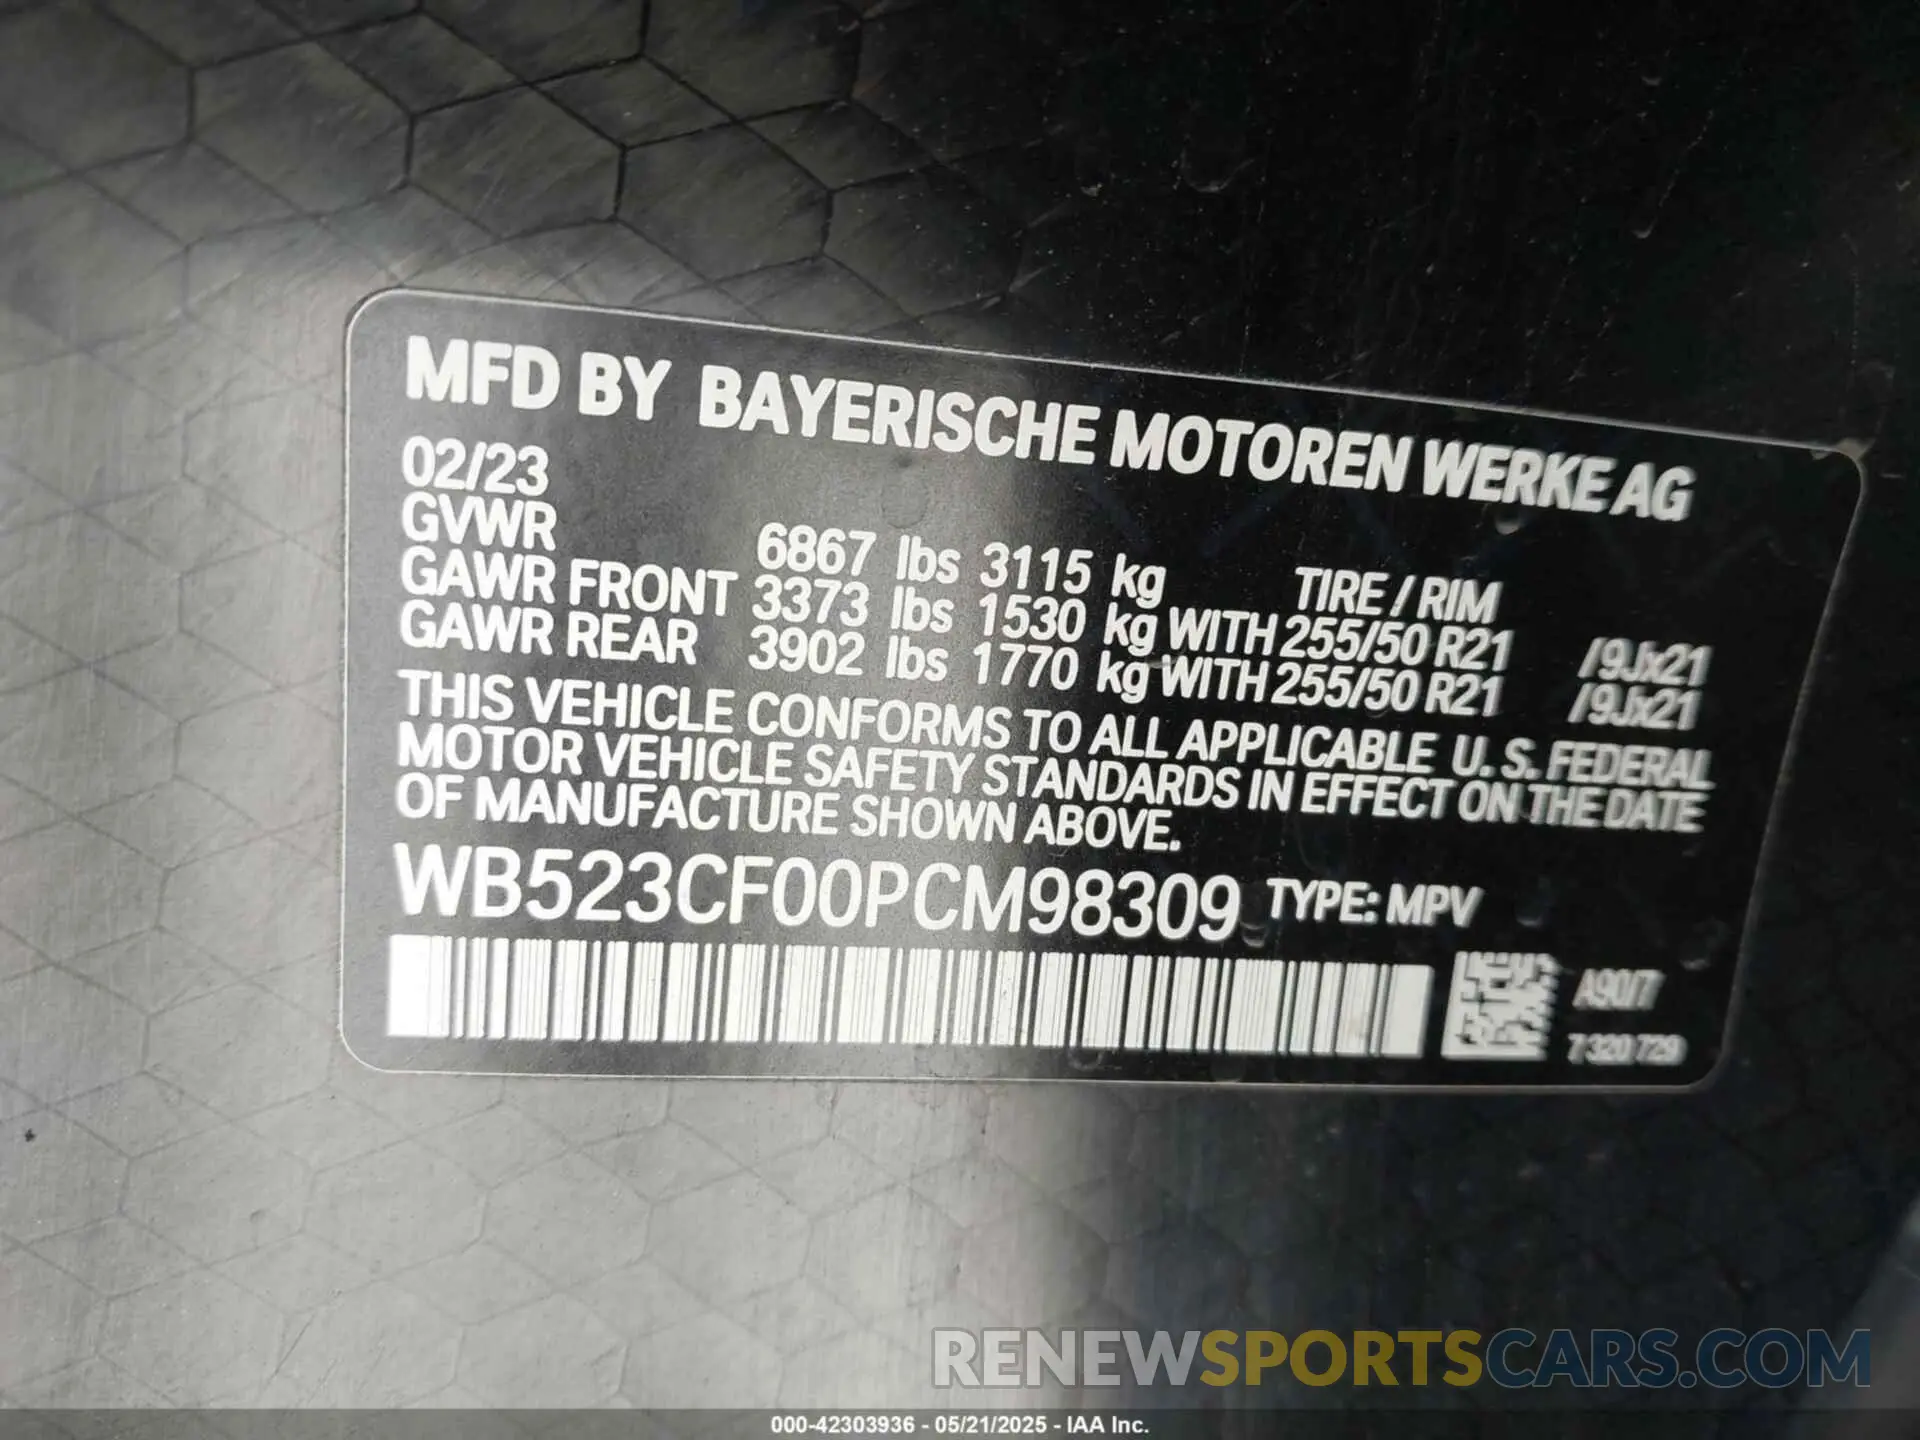 MFD BY BAYERISCHE MOTOREN WERKE AG
02/23
GVWR 6867 lbs 3115 kg TIRE / RIM
GAWR FRONT 3373 lbs 1530 kg WITH 255/50 R21 /9Jx21
GAWR REAR 3902 lbs 1770 kg WITH 255/50 R21 /9Jx21
THIS VEHICLE CONFORMS TO ALL APPLICABLE U.S. FEDERAL
MOTOR VEHICLE SAFETY STANDARDS IN EFFECT ON THE DATE
OF MANUFACTURE SHOWN ABOVE.
WB523CF00PCM98309 TYPE: MPV
A90/7
7 320 729
RENEWSPORTSCARS.COM
000-42303936 - 05/21/2025 - IAA Inc.